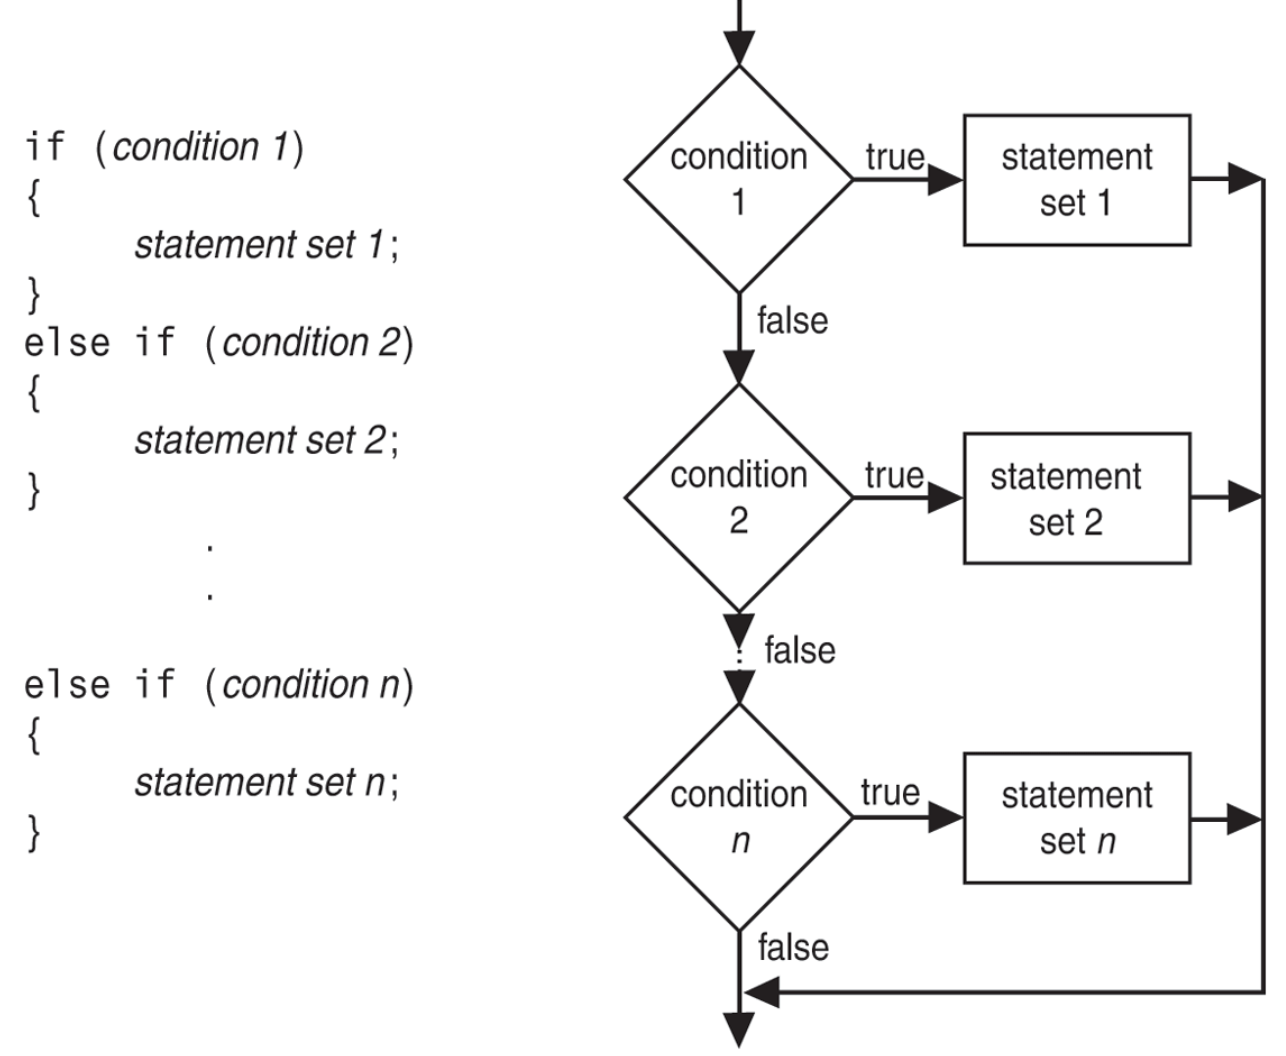 if (condition 1)
{
statement set 1;
}
else if (condition 2)
{
statement set 2;
}
.
.
else if (condition n)
{
statement set n;
}
condition
1
true
statement
set 1
false
condition
2
true
statement
set 2
false
condition
n
true
statement
set n
false